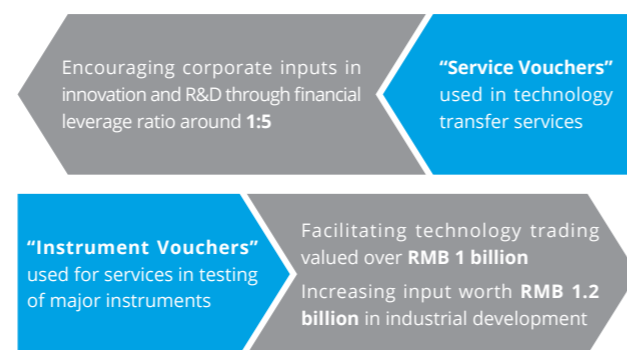 Encouraging corporate inputs in
innovation and R&D through financial
leverage ratio around 1:5
“Service Vouchers”
used in technology
transfer services
“Instrument Vouchers”
used for services in testing
of major instruments
Facilitating technology trading
valued over RMB 1 billion
Increasing input worth RMB 1.2
billion in industrial development